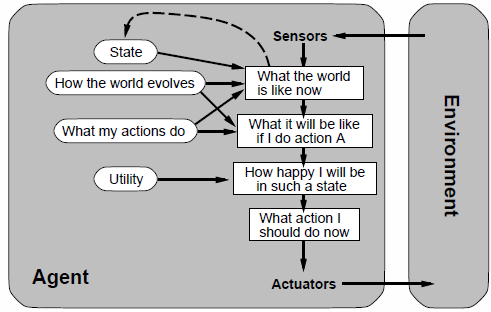 Sensors
State
What the world
is like now
How the world evolves
What it will be like
if I do action A
What my actions do
How happy I will be
in such a state
Utility
What action I
should do now
Agent
Actuators
Environment